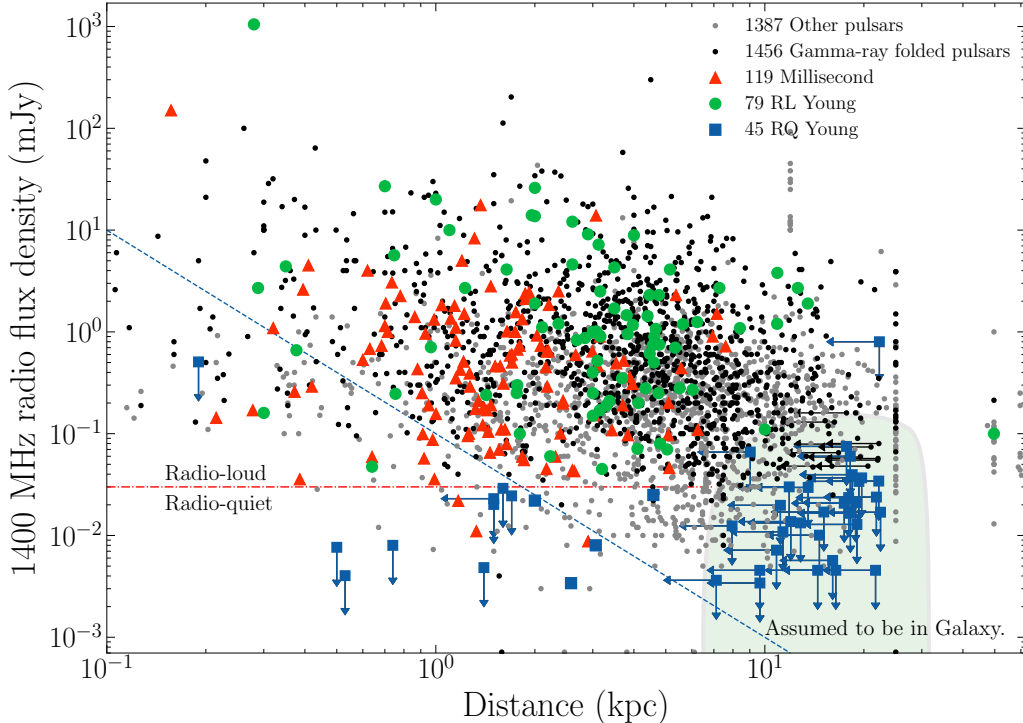 1387 Other pulsars
1456 Gamma-ray folded pulsars
119 Millisecond
79 RL Young
45 RQ Young
10³
10²
10¹
10⁰
10⁻¹
10⁻²
10⁻³
1400 MHz radio flux density (mJy)
Radio-loud
Radio-quiet
Assumed to be in Galaxy.
10⁻¹
10⁰
10¹
Distance (kpc)